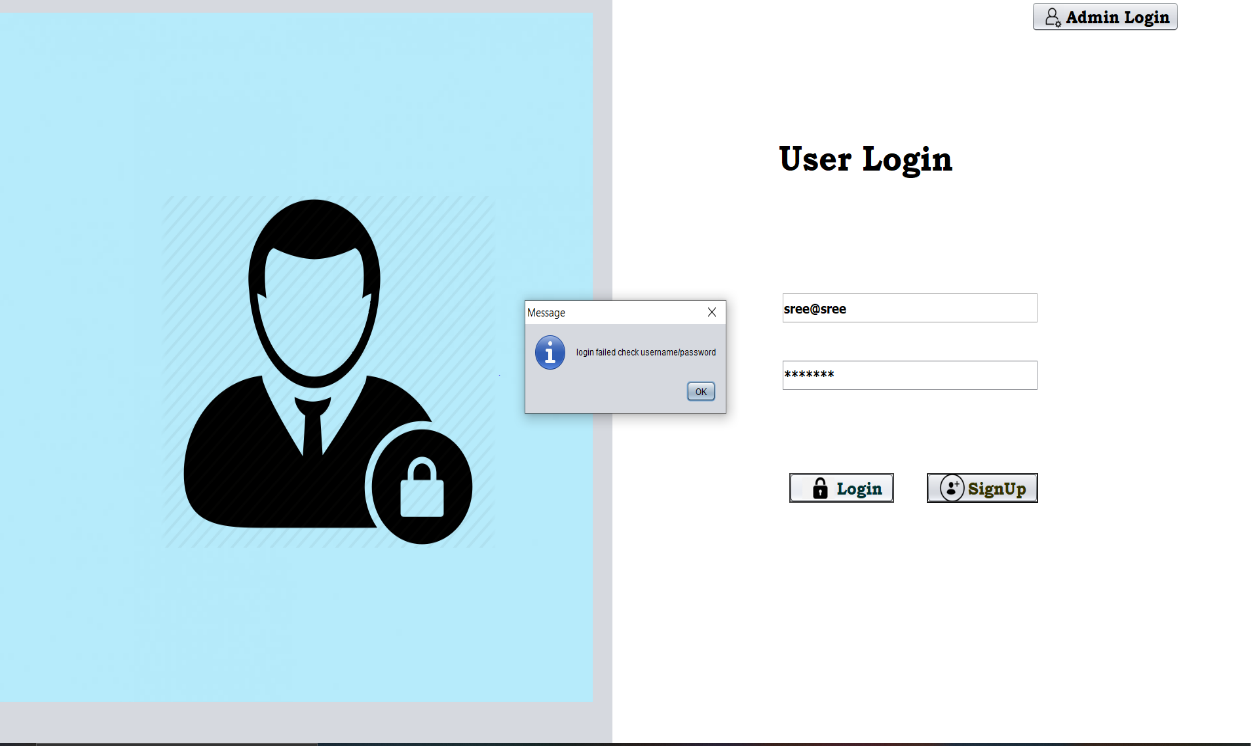 Admin Login
User Login
sree@sree
*******
Login
SignUp
Message
login failed check username/password
OK